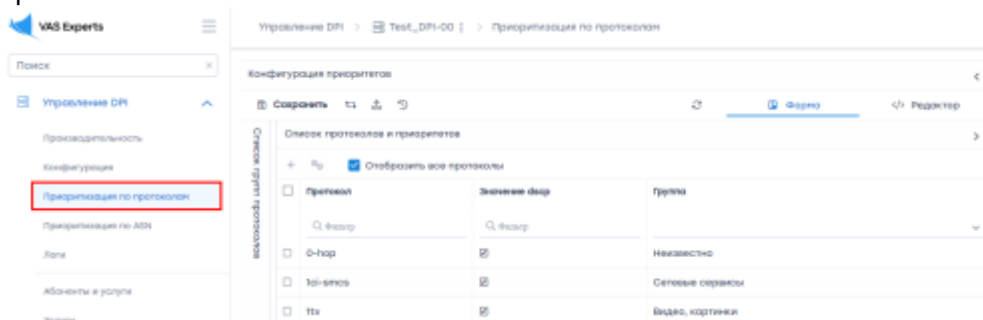 VAS Experts
Управление DPI > Test_DPI-00 > Приоритизация по протоколам
Поиск
Конфигурация приоритетов
Управление DPI
Сохранить
Форма
</> Редактор
Производительность
Список групп протоколов
Список протоколов и приоритетов
Конфигурация
Отобразить все протоколы
Приоритизация по протоколам
Протокол
Значение dscp
Группа
Приоритизация по ASN
Фильтр
Фильтр
Логи
0-hop
Неизвестно
Абоненты и услуги
1ci-smcs
Сетевые сервисы
Видео, картинки